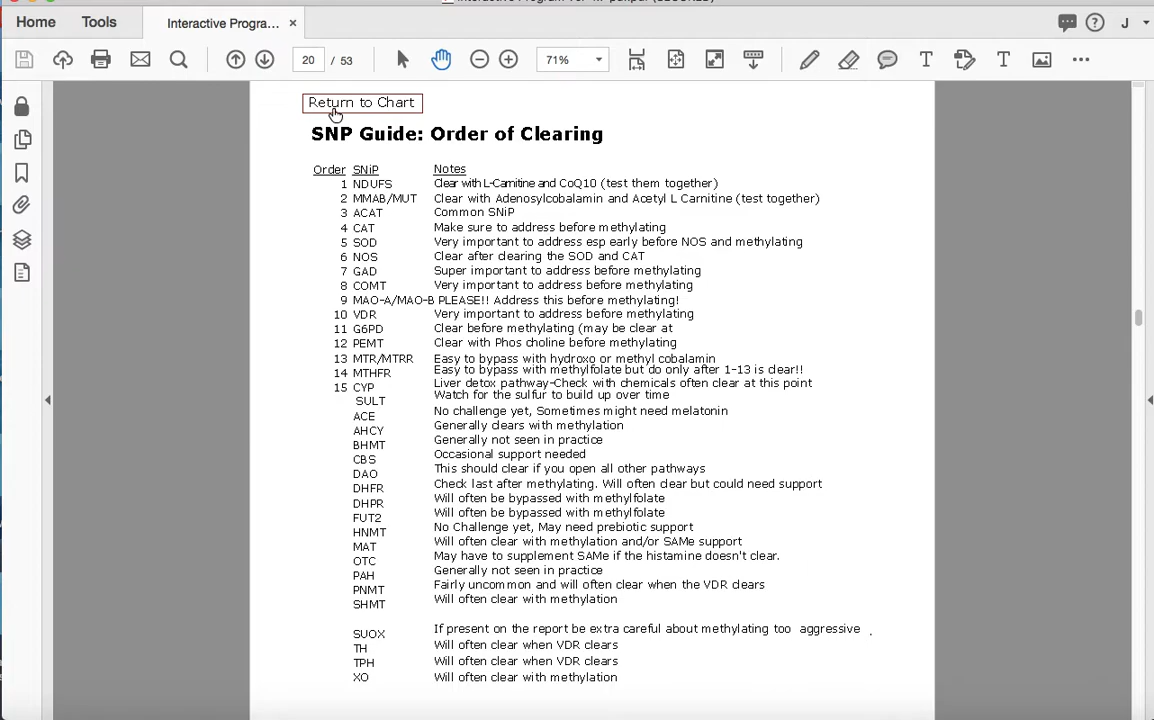 Home Tools Interactive Progra... × J
20 / 53 71%
Return to Chart
SNP Guide: Order of Clearing
Order SNiP Notes
1 NDUFS Clear with L-Carnitine and CoQ10 (test them together)
2 MMAB/MUT Clear with Adenosylcobalamin and Acetyl L Carnitine (test together)
3 ACAT Common SNiP
4 CAT Make sure to address before methylating
5 SOD Very important to address esp early before NOS and methylating
6 NOS Clear after clearing the SOD and CAT
7 GAD Super important to address before methylating
8 COMT Very important to address before methylating
9 MAO-A/MAO-B PLEASE!! Address this before methylating!
10 VDR Very important to address before methylating
11 G6PD Clear before methylating (may be clear at
12 PEMT Clear with Phos choline before methylating
13 MTR/MTRR Easy to bypass with hydroxo or methyl cobalamin
14 MTHFR Easy to bypass with methylfolate but do only after 1-13 is clear!!
15 CYP Liver detox pathway-Check with chemicals often clear at this point
SULT Watch for the sulfur to build up over time
ACE No challenge yet, Sometimes might need melatonin
AHCY Generally clears with methylation
BHMT Generally not seen in practice
CBS Occasional support needed
DAO This should clear if you open all other pathways
DHFR Check last after methylating. Will often clear but could need support
DHPR Will often be bypassed with methylfolate
FUT2 Will often be bypassed with methylfolate
HNMT No Challenge yet, May need prebiotic support
MAT Will often clear with methylation and/or SAMe support
OTC May have to supplement SAMe if the histamine doesn't clear.
PAH Generally not seen in practice
PNMT Fairly uncommon and will often clear when the VDR clears
SHMT Will often clear with methylation
SUOX If present on the report be extra careful about methylating too aggressive .
TH Will often clear when VDR clears
TPH Will often clear when VDR clears
XO Will often clear with methylation